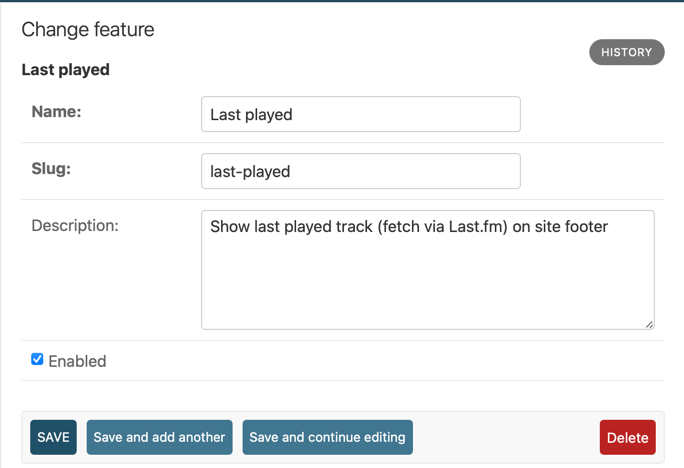 Change feature
HISTORY
Last played
Name:
Last played
Slug:
last-played
Description:
Show last played track (fetch via Last.fm) on site footer
Enabled
SAVE
Save and add another
Save and continue editing
Delete